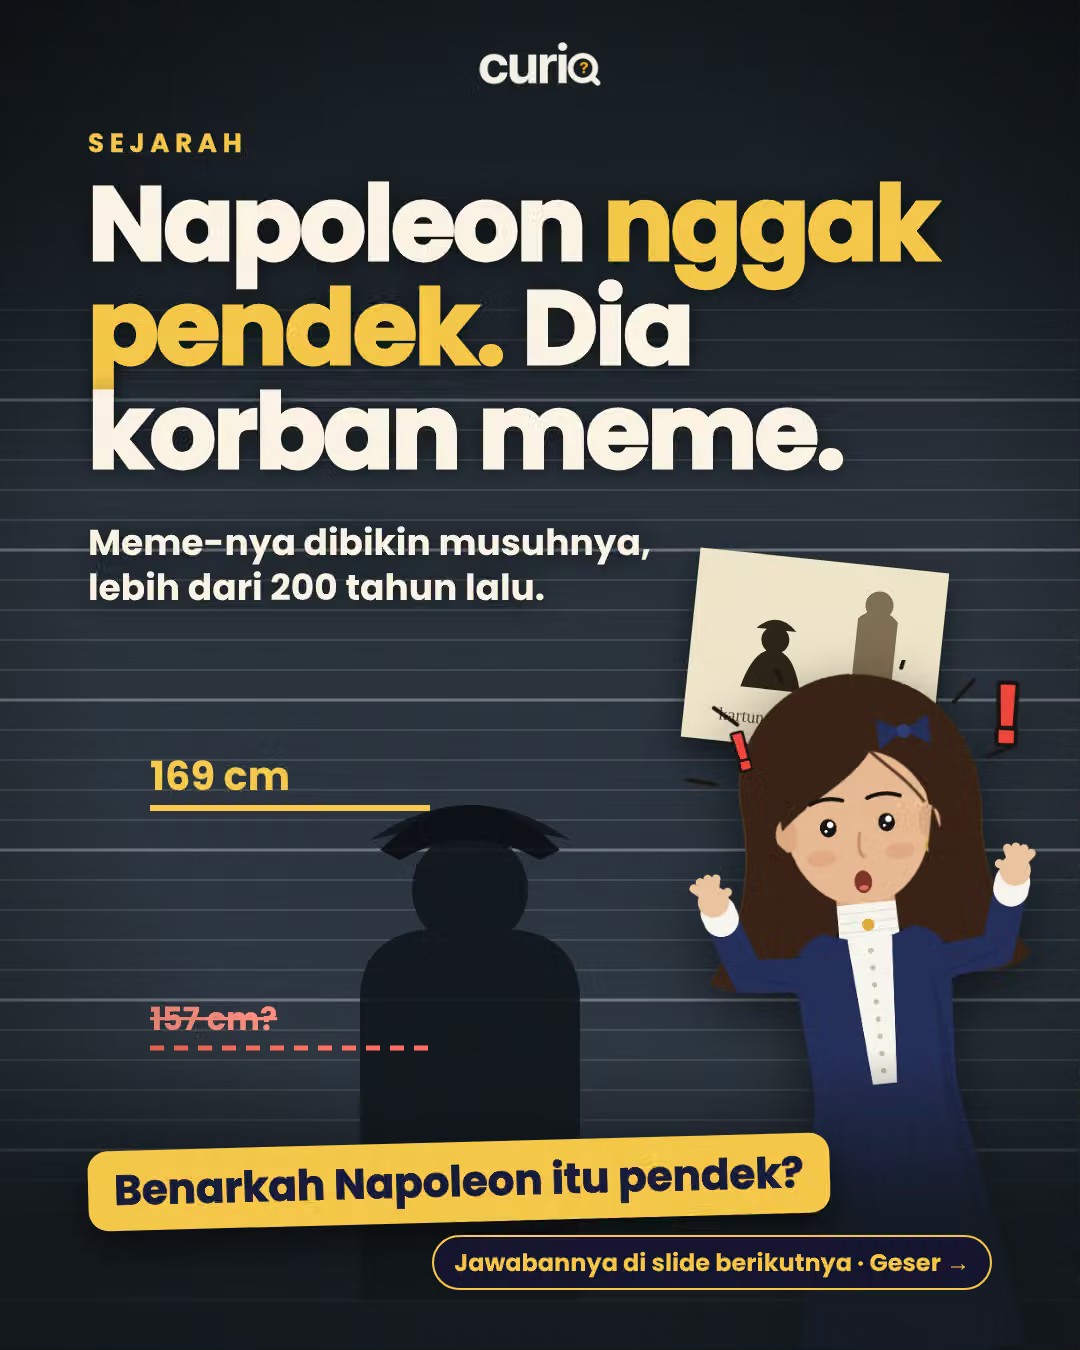 curiQ
SEJARAH
Napoleon nggak
pendek. Dia
korban meme.
Meme-nya dibikin musuhnya,
lebih dari 200 tahun lalu.
kartun
!
!
169 cm
157 cm?
Benarkah Napoleon itu pendek?
Jawabannya di slide berikutnya · Geser →